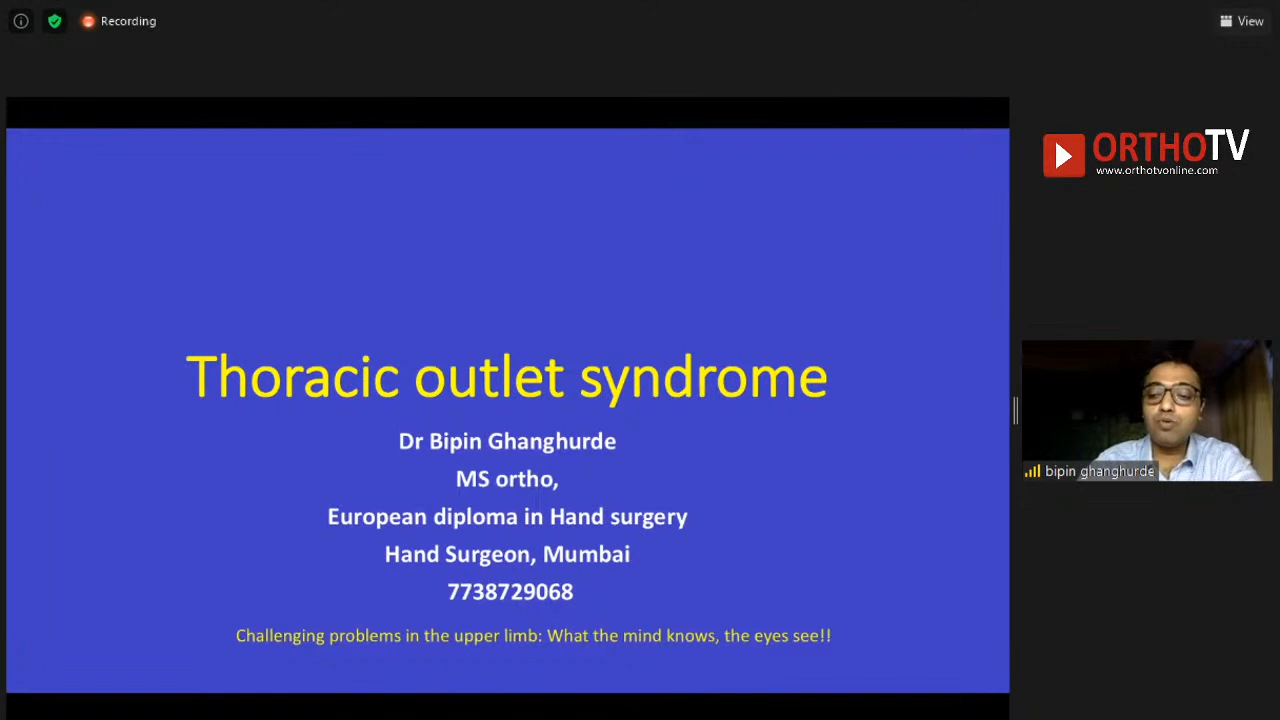 Recording
View
ORTHOTV
www.orthotvonline.com
Thoracic outlet syndrome
Dr Bipin Ghanghurde
MS ortho,
European diploma in Hand surgery
Hand Surgeon, Mumbai
7738729068
Challenging problems in the upper limb: What the mind knows, the eyes see!!
bipin ghanghurde